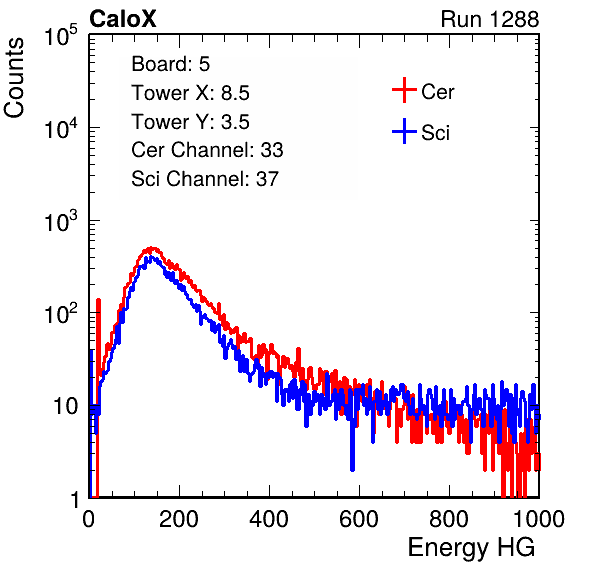 CaloX Run 1288
Counts
10^5
10^4
10^3
10^2
10
1
Board: 5
Tower X: 8.5
Tower Y: 3.5
Cer Channel: 33
Sci Channel: 37
Cer
Sci
0 200 400 600 800 1000
Energy HG